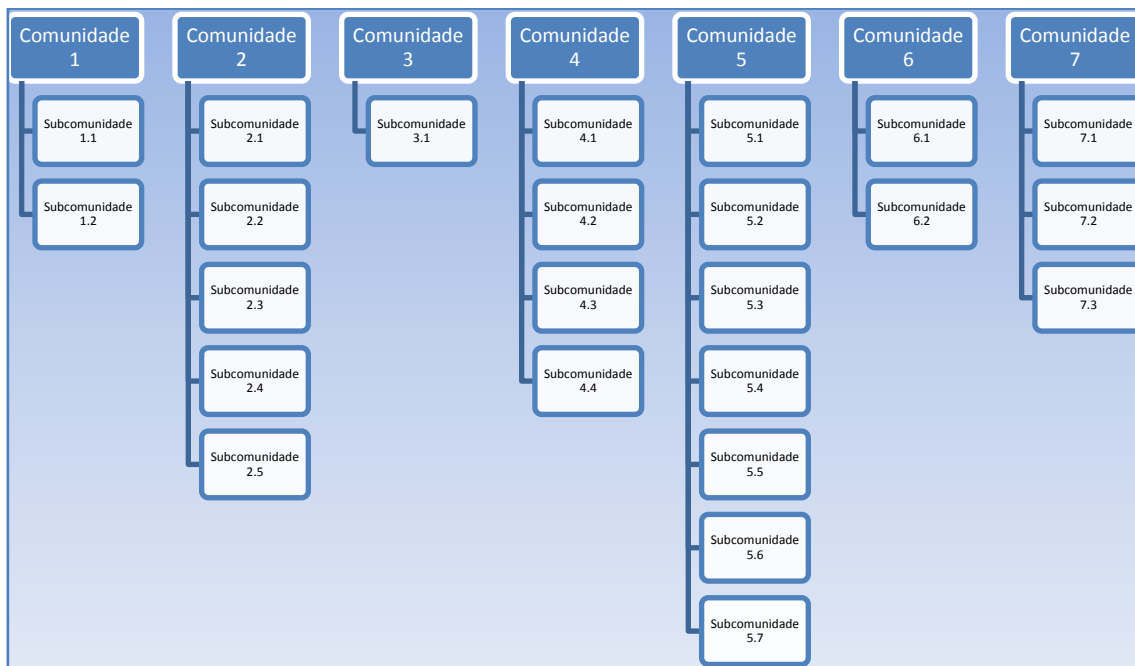 Comunidade
1
Subcomunidade
1.1
Subcomunidade
1.2
Comunidade
2
Subcomunidade
2.1
Subcomunidade
2.2
Subcomunidade
2.3
Subcomunidade
2.4
Subcomunidade
2.5
Comunidade
3
Subcomunidade
3.1
Comunidade
4
Subcomunidade
4.1
Subcomunidade
4.2
Subcomunidade
4.3
Subcomunidade
4.4
Comunidade
5
Subcomunidade
5.1
Subcomunidade
5.2
Subcomunidade
5.3
Subcomunidade
5.4
Subcomunidade
5.5
Subcomunidade
5.6
Subcomunidade
5.7
Comunidade
6
Subcomunidade
6.1
Subcomunidade
6.2
Comunidade
7
Subcomunidade
7.1
Subcomunidade
7.2
Subcomunidade
7.3